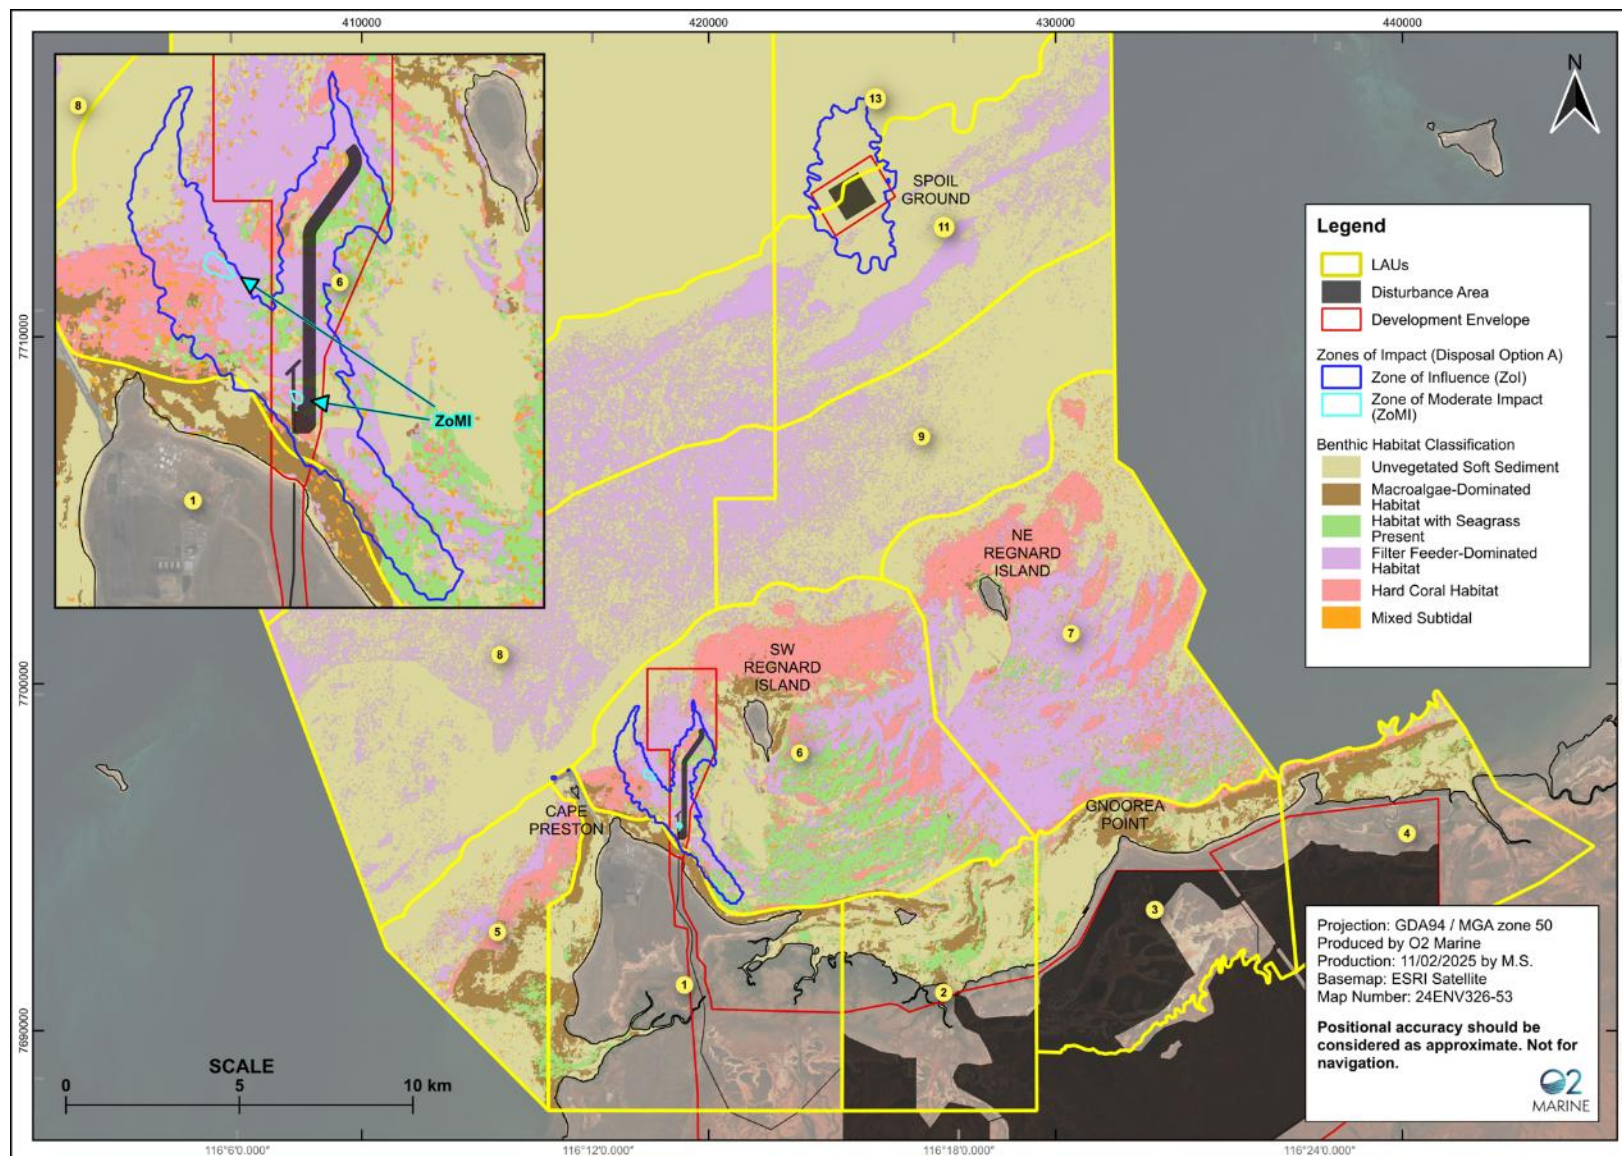 410000
420000
430000
440000
7710000
7700000
7690000
116°6'0.000"
116°12'0.000"
116°18'0.000"
116°24'0.000"
8
6
1
ZoMI
13
SPOIL
GROUND
11
9
NE
REGNARD
ISLAND
7
8
SW
REGNARD
ISLAND
6
CAPE
PRESTON
GNOOREA
POINT
4
3
5
1
2
SCALE
0
5
10 km
N
Legend
LAUs
Disturbance Area
Development Envelope
Zones of Impact (Disposal Option A)
Zone of Influence (ZoI)
Zone of Moderate Impact
(ZoMI)
Benthic Habitat Classification
Unvegetated Soft Sediment
Macroalgae-Dominated
Habitat
Habitat with Seagrass
Present
Filter Feeder-Dominated
Habitat
Hard Coral Habitat
Mixed Subtidal
Projection: GDA94 / MGA zone 50
Produced by O2 Marine
Production: 11/02/2025 by M.S.
Basemap: ESRI Satellite
Map Number: 24ENV326-53
Positional accuracy should be
considered as approximate. Not for
navigation.
O2
MARINE